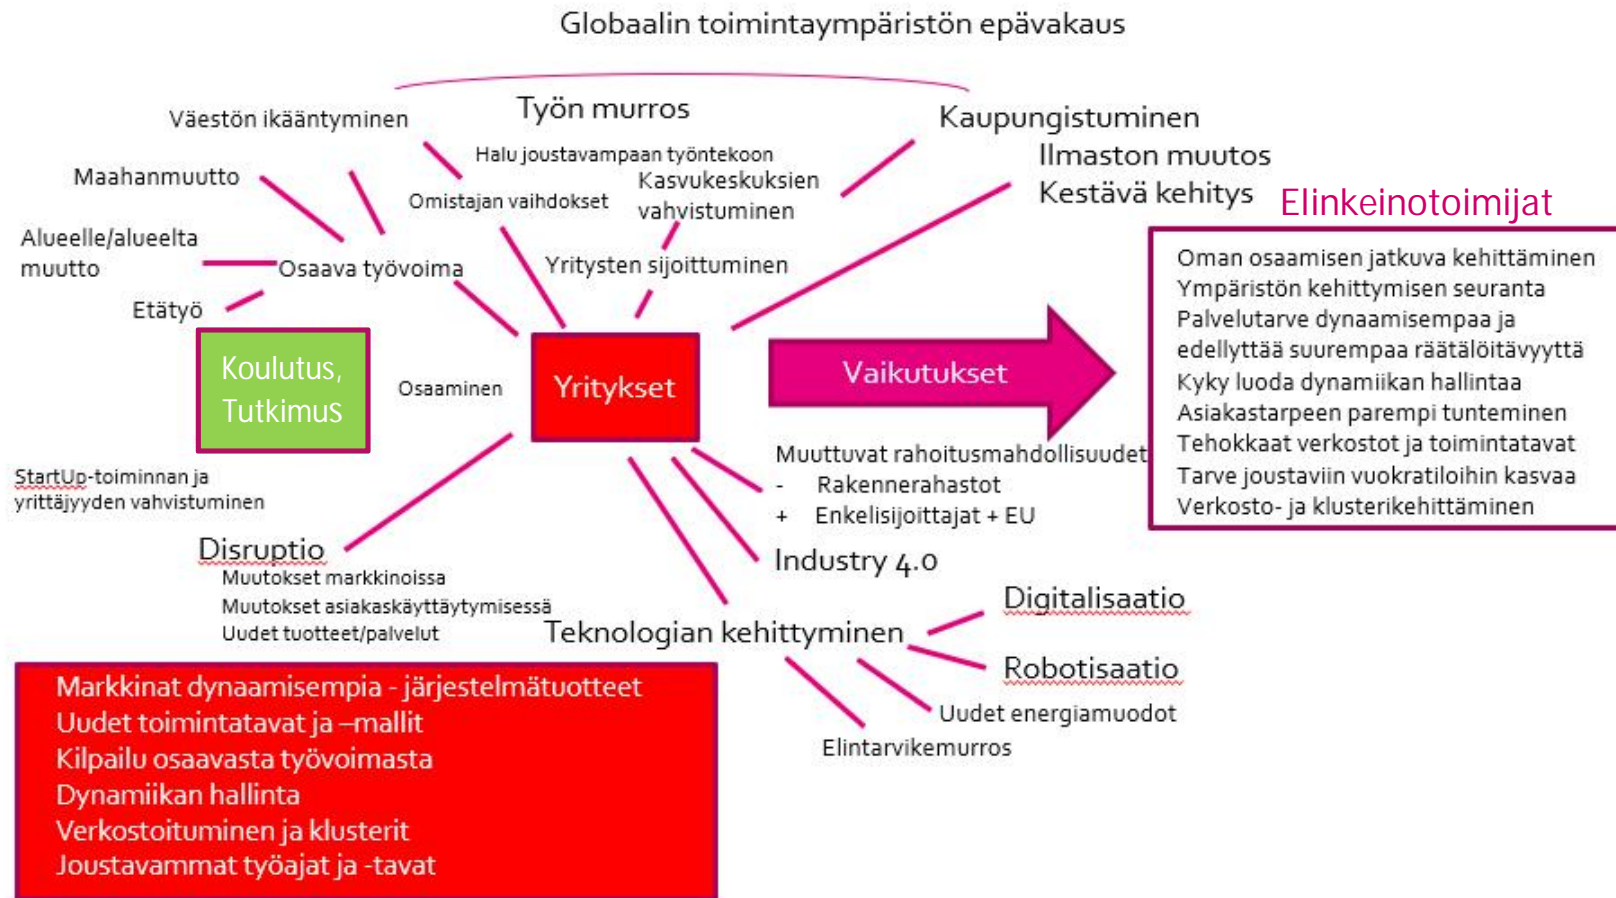 Globaalin toimintaympäristön epävakaus
Väestön ikääntyminen
Työn murros
Kaupungistuminen
Halu joustavampaan työntekoon
Ilmaston muutos
Maahanmuutto
Omistajan vaihdokset
Kasvukeskuksien
vahvistuminen
Kestävä kehitys
Elinkeinotoimijat
Alueelle/alueelta
muutto
Osaava työvoima
Yritysten sijoittuminen
Etätyö
Oman osaamisen jatkuva kehittäminen
Ympäristön kehittymisen seuranta
Palvelutarve dynaamisempaa ja
edellyttää suurempaa räätälöitävyyttä
Kyky luoda dynamiikan hallintaa
Asiakastarpeen parempi tunteminen
Tehokkaat verkostot ja toimintatavat
Tarve joustaviin vuokratiloihin kasvaa
Verkosto- ja klusterikehittäminen
Koulutus,
Tutkimus
Osaaminen
Yritykset
Vaikutukset
StartUp-toiminnan ja
yrittäjyyden vahvistuminen
Muuttuvat rahoitusmahdollisuudet
- Rakennerahastot
+ Enkelisijoittajat + EU
Disruptio
Muutokset markkinoissa
Muutokset asiakaskäyttäytymisessä
Uudet tuotteet/palvelut
Industry 4.0
Teknologian kehittyminen
Digitalisaatio
Robotisaatio
Uudet energiamuodot
Elintarvikemurros
Markkinat dynaamisempia - järjestelmätuotteet
Uudet toimintatavat ja –mallit
Kilpailu osaavasta työvoimasta
Dynamiikan hallinta
Verkostoituminen ja klusterit
Joustavammat työajat ja -tavat